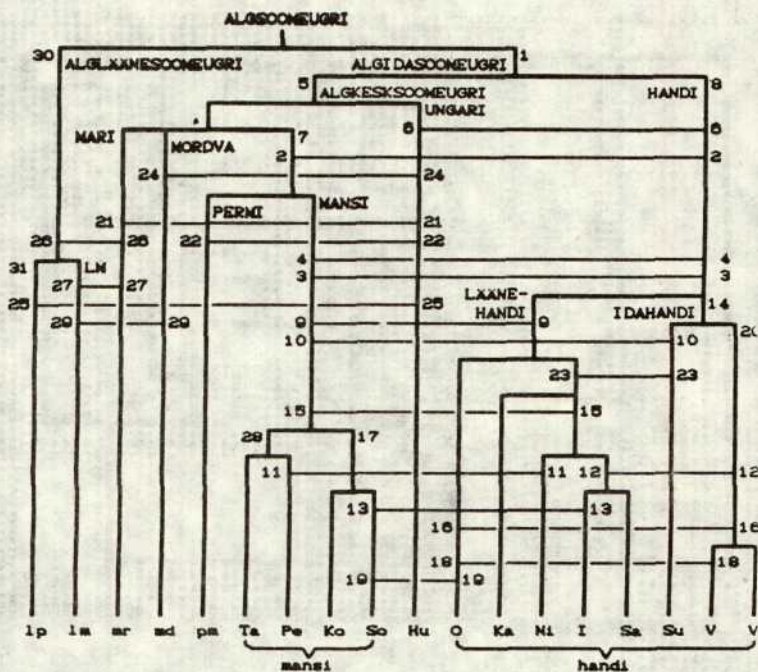 ALGSOOMEUGRI
30 1
ALGLÄÄNESOOMEUGRI ALGIDASOOMEUGRI
5 8
ALGKESKSOOMEUGRI HANDI
UNGARI
MARI 7 6 6
MORDVA 2 2
24 24
MANSI
PERMI
21 21
26 26 22 22
31 4 4
LM 3 3
27 27
25 25 LÄÄNE- 14
29 29 9 HANDI 9 IDAHANDI 20
10 10
23 23
15 15
28 17
11 11 12 12
13 13
16 16
18 18
19 19
lp lm mr md pm Ta Pe Ko So Hu O Ka Ni I Sa Su V V
mansi handi